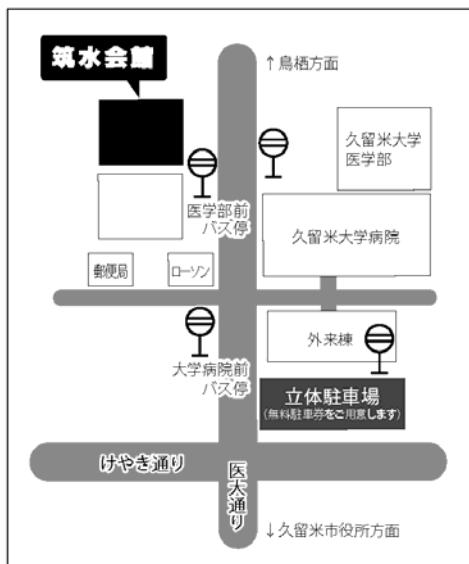 筑水会館
↑鳥栖方面
久留米大学
医学部
医学部前
バス停
久留米大学病院
郵便局
ローソン
外来棟
大学病院前
バス停
立体駐車場
(無料駐車券をご用意します)
けやき通り
医大通り
↓久留米市役所方面